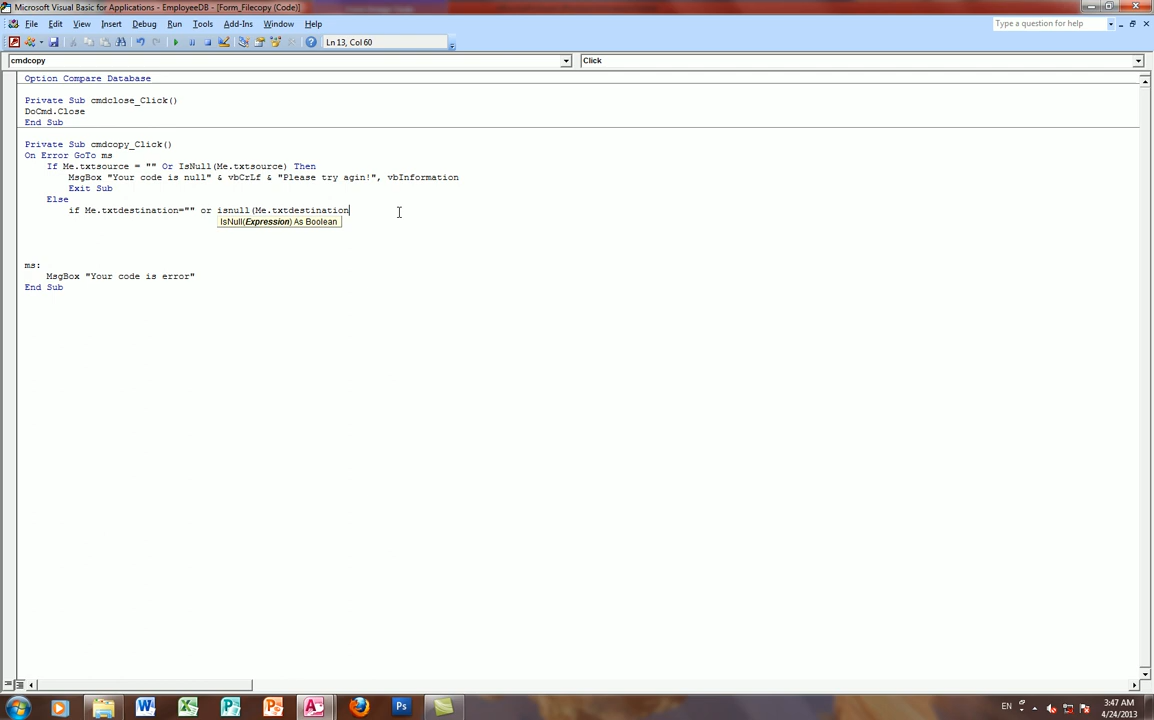 Microsoft Visual Basic for Applications - EmployeeDB - [Form_Filecopy (Code)]
File Edit View Insert Debug Run Tools Add-Ins Window Help
Type a question for help
Ln 13, Col 60
cmdcopy
Click
Option Compare Database
Private Sub cmdclose_Click()
DoCmd.Close
End Sub
Private Sub cmdcopy_Click()
On Error GoTo ms
If Me.txtsource = "" Or IsNull(Me.txtsource) Then
MsgBox "Your code is null" & vbCrLf & "Please try agin!", vbInformation
Exit Sub
Else
if Me.txtdestination="" or isnull(Me.txtdestination
IsNull(Expression) As Boolean
ms:
MsgBox "Your code is error"
End Sub
EN
3:47 AM
4/24/2013